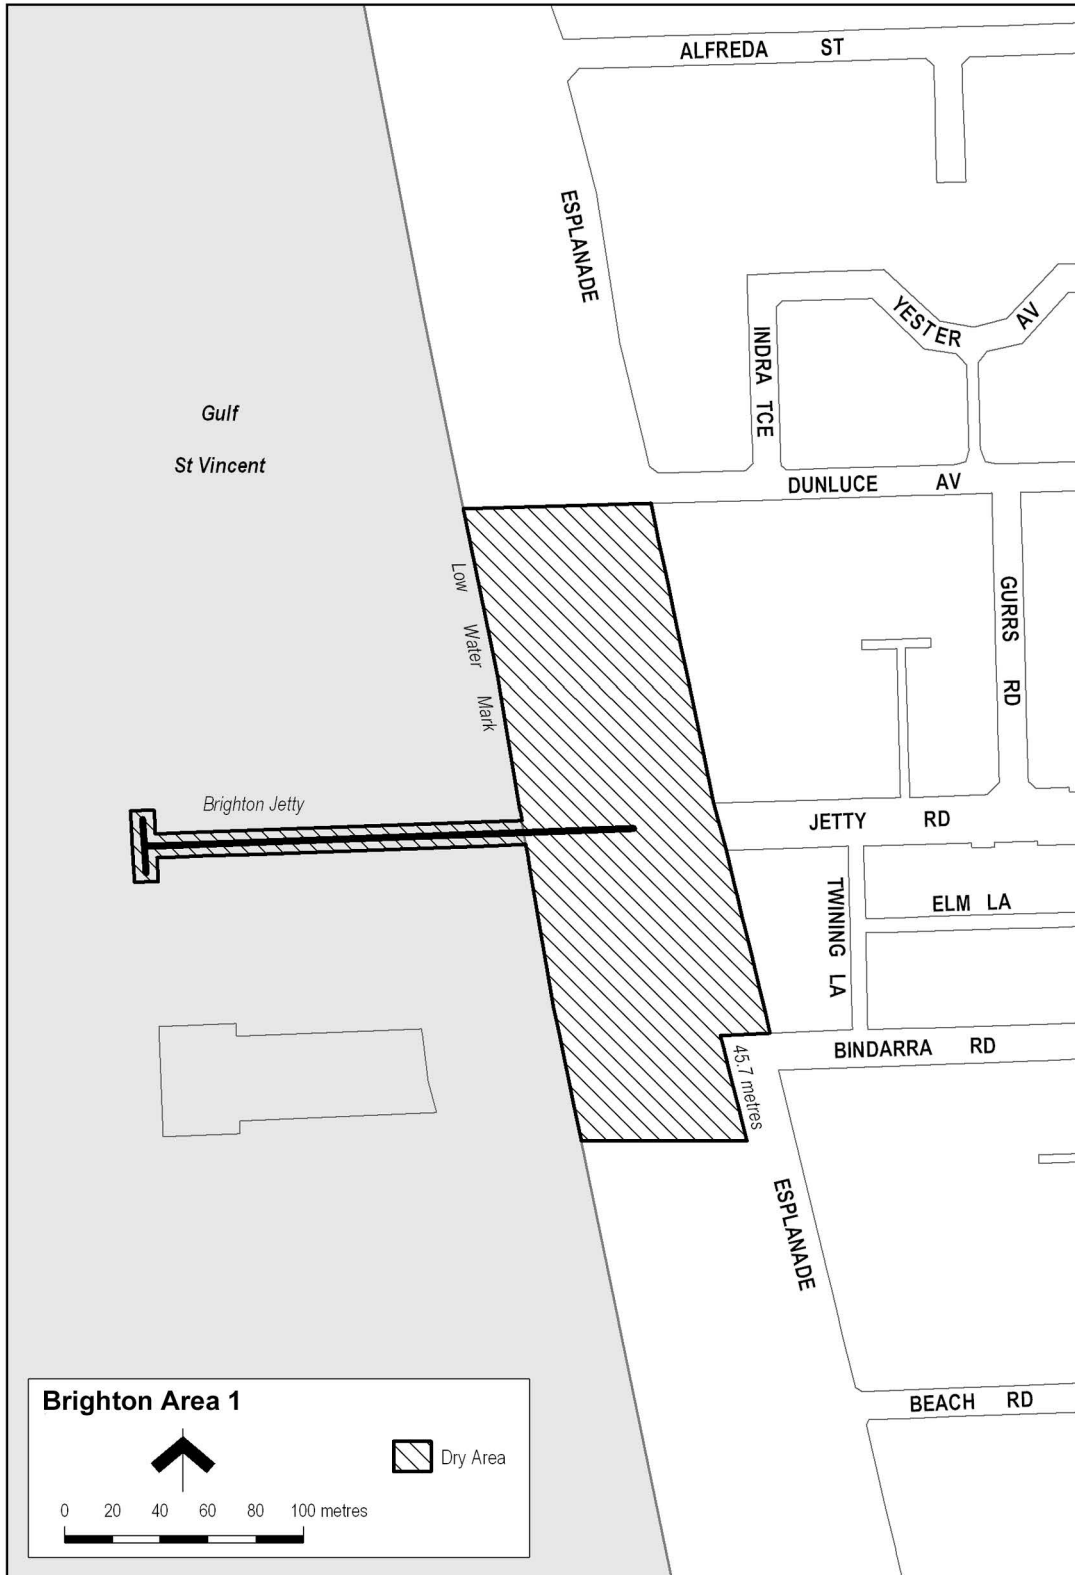 ALFREDA ST
ESPLANADE
YESTER AV
INDRA TCE
Gulf
St Vincent
DUNLUCE AV
Low Water Mark
GURRS RD
Brighton Jetty
JETTY RD
TWINING LA
ELM LA
BINDARRA RD
45.7 metres
ESPLANADE
BEACH RD
Brighton Area 1
Dry Area
0 20 40 60 80 100 metres